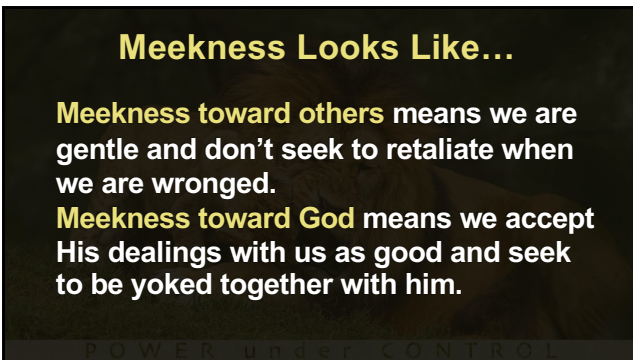 Meekness Looks Like…
Meekness toward others means we are
gentle and don’t seek to retaliate when
we are wronged.
Meekness toward God means we accept
His dealings with us as good and seek
to be yoked together with him.
POWER under CONTROL